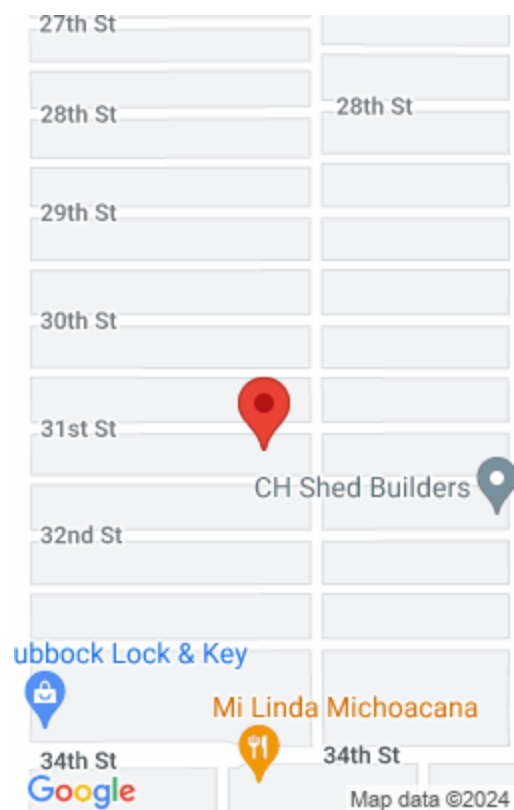 27th St
28th St
28th St
29th St
30th St
31st St
CH Shed Builders
32nd St
ubbock Lock & Key
Mi Linda Michoacana
34th St
34th St
Google
Map data ©2024